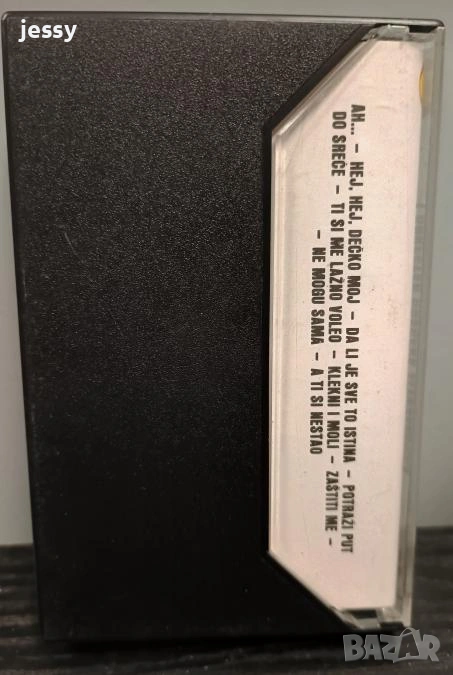 jessy
AH... – HEJ, HEJ, DEČKO MOJ – DA LI JE SVE TO ISTINA – POTRAŽI PUT
DO SREĆE – TI SI ME LAŽNO VOLEO – KLEKNI I MOLI – ZAŠTITI ME –
– NE MOGU SAMA – A TI SI NESTAO
BAZAR